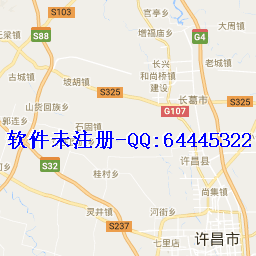 S103
宫亭乡
大周镇
无梁镇
S88
增福庙乡
G4
古城镇
长兴
老城镇
坡胡镇
和尚桥镇
建设
长葛市
S325
山货回族乡
S325
G107
郭连乡
石固镇
软件未注册-QQ:64445322
S32
许昌县
桂村乡
尚集镇
灵井镇
河街乡
S237
七里店
许昌市